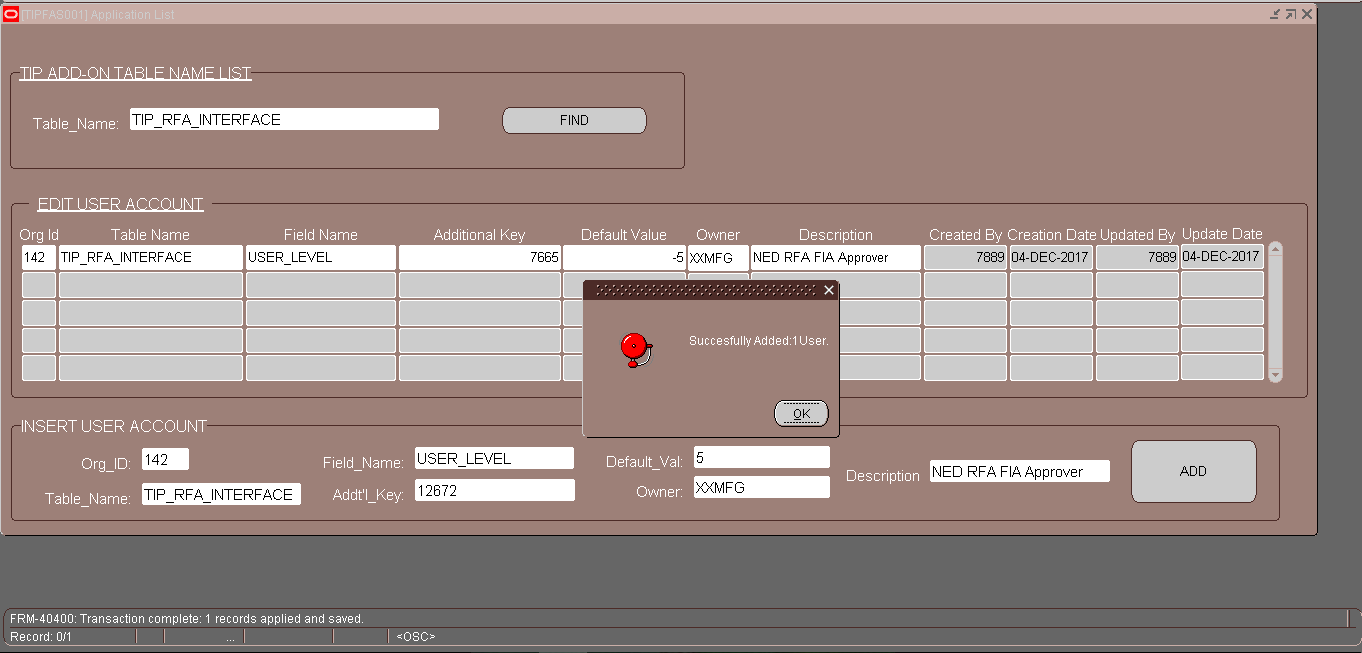 [TIPFAS001] Application List
TIP ADD-ON TABLE NAME LIST
Table_Name: TIP_RFA_INTERFACE FIND
EDIT USER ACCOUNT
Org Id Table Name Field Name Additional Key Default Value Owner Description Created By Creation Date Updated By Update Date
142 TIP_RFA_INTERFACE USER_LEVEL 7665 -5 XXMFG NED RFA FIA Approver 7889 04-DEC-2017 7889 04-DEC-2017
Succesfully Added:1User.
OK
INSERT USER ACCOUNT
Org_ID: 142 Field_Name: USER_LEVEL Default_Val: 5 Description NED RFA FIA Approver ADD
Table_Name: TIP_RFA_INTERFACE Addt'l_Key: 12672 Owner: XXMFG
FRM-40400: Transaction complete: 1 records applied and saved.
Record: 0/1 ... <OSC>